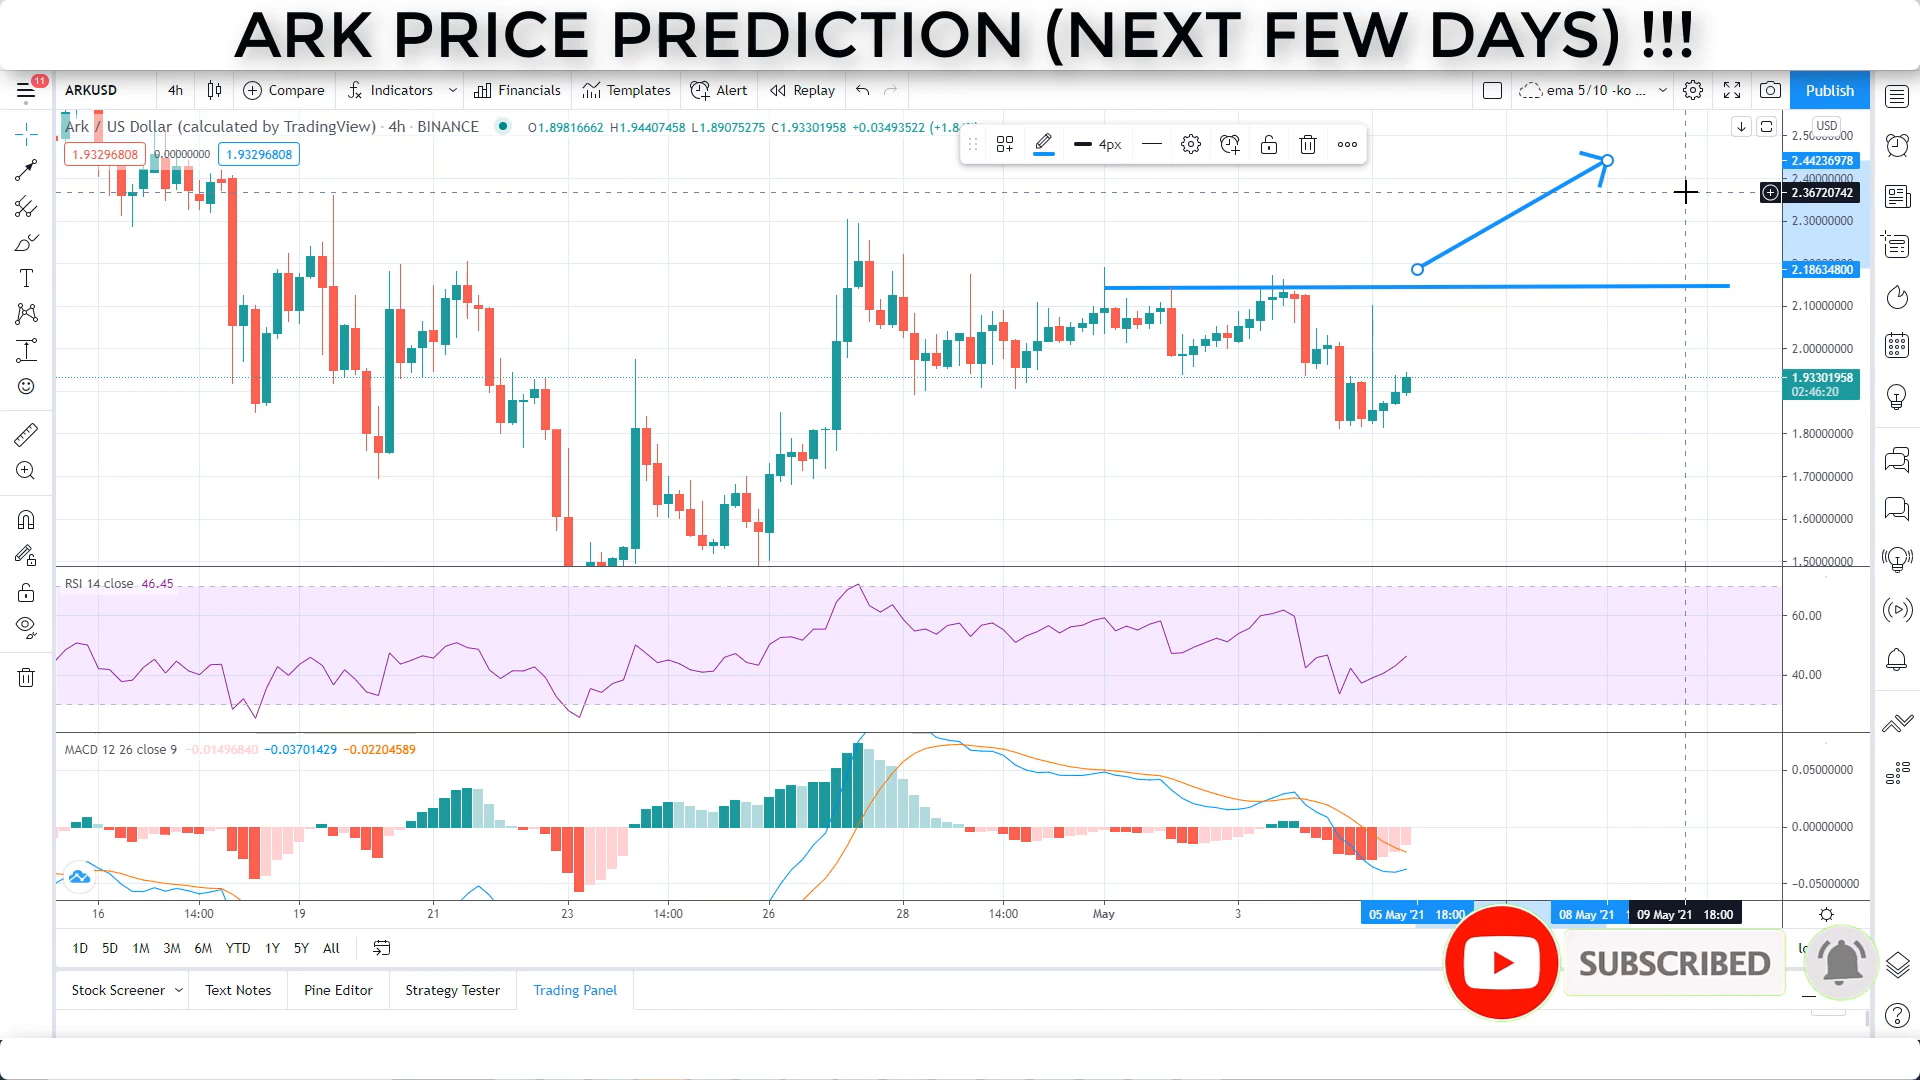 ARK PRICE PREDICTION (NEXT FEW DAYS) !!!
11
ARKUSD 4h Compare Indicators Financials Templates Alert Replay ema 5/10 -ko ... Publish
Ark / US Dollar (calculated by TradingView) · 4h · BINANCE O1.89816662 H1.94407458 L1.89075275 C1.93301958 +0.03493522
1.93296808 0.00000000 1.93296808
4px
USD
2.44236978
2.40000000
2.36720742
2.30000000
2.18634800
2.10000000
2.00000000
1.93301958
02:46:20
1.80000000
1.70000000
1.60000000
1.50000000
RSI 14 close 46.45
60.00
40.00
MACD 12 26 close 9 −0.01496840 −0.03701429 −0.02204589
0.05000000
0.00000000
−0.05000000
16 14:00 19 21 23 14:00 26 28 14:00 May 3 05 May '21 18:00 08 May '21 09 May '21 18:00
1D 5D 1M 3M 6M YTD 1Y 5Y All
SUBSCRIBED
Stock Screener Text Notes Pine Editor Strategy Tester Trading Panel